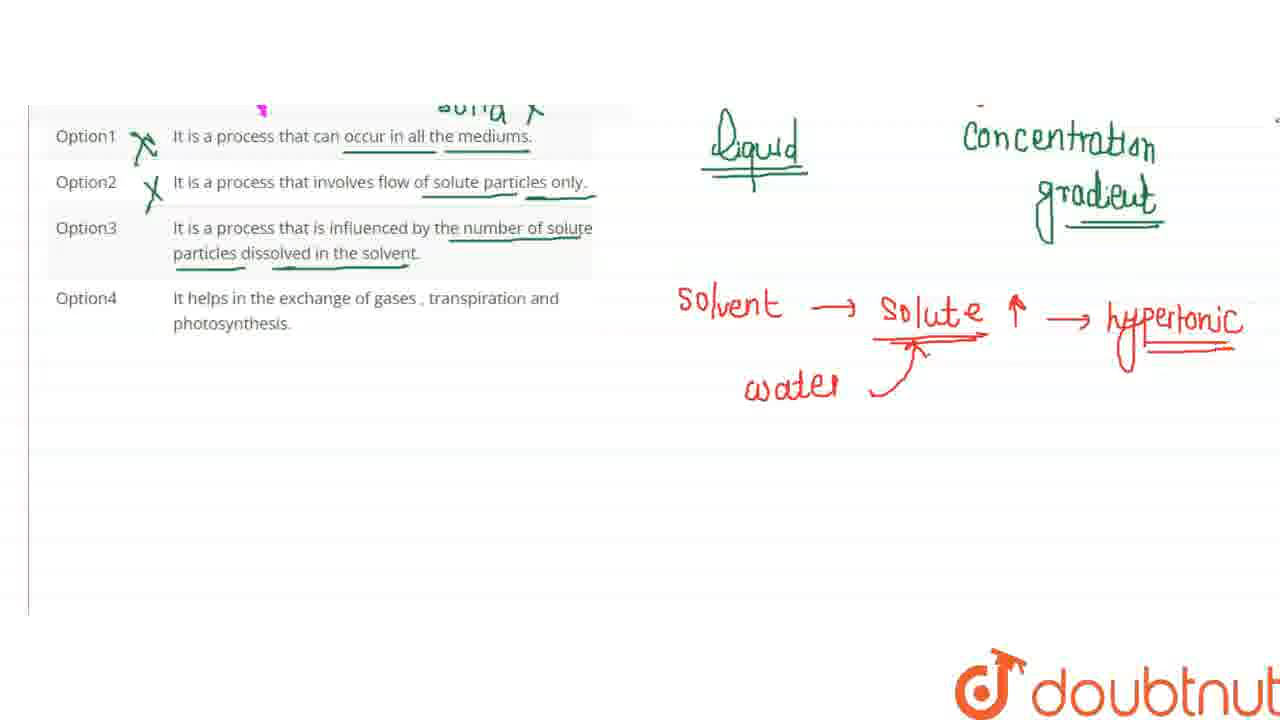 Option1 X It is a process that can occur in all the mediums.
Option2 X It is a process that involves flow of solute particles only.
Option3 It is a process that is influenced by the number of solute
particles dissolved in the solvent.
Option4 It helps in the exchange of gases , transpiration and
photosynthesis.
liquid
concentration
gradient
solvent → solute ↑ → hypertonic
water
doubtnut